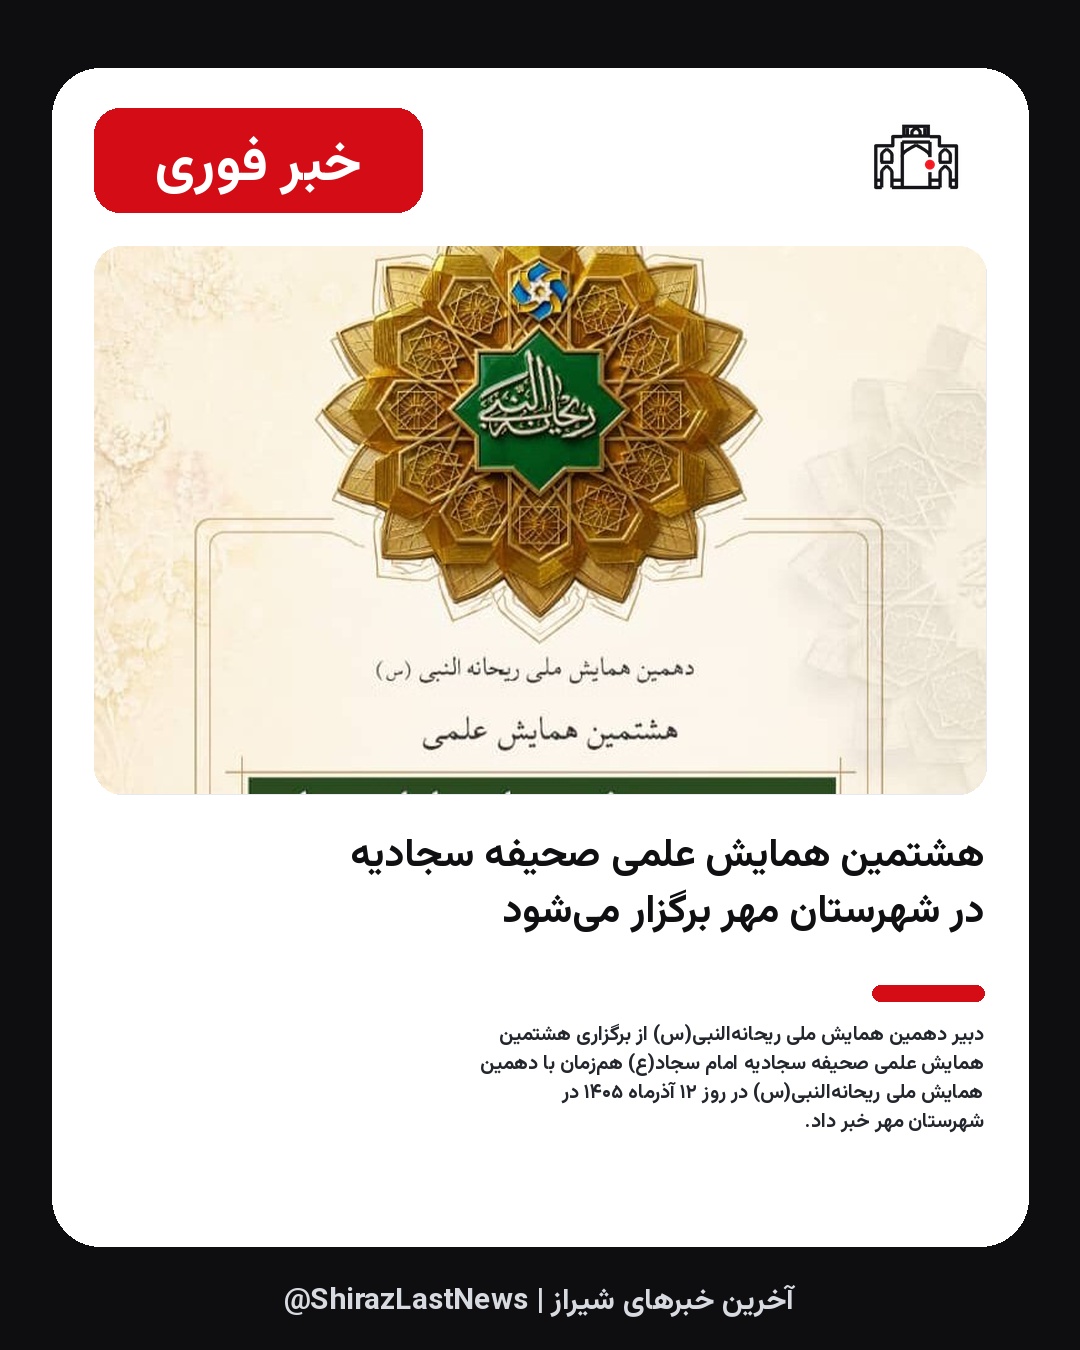 خبر فوری
ریحانة النبی
دهمین همایش ملی ریحانه النبی (س)
هشتمین همایش علمی
هشتمین همایش علمی صحیفه سجادیه
در شهرستان مهر برگزار می‌شود
دبیر دهمین همایش ملی ریحانه‌النبی(س) از برگزاری هشتمین
همایش علمی صحیفه سجادیه امام سجاد(ع) هم‌زمان با دهمین
همایش ملی ریحانه‌النبی(س) در روز ۱۲ آذرماه ۱۴۰۵ در
شهرستان مهر خبر داد.
آخرین خبرهای شیراز | @ShirazLastNews